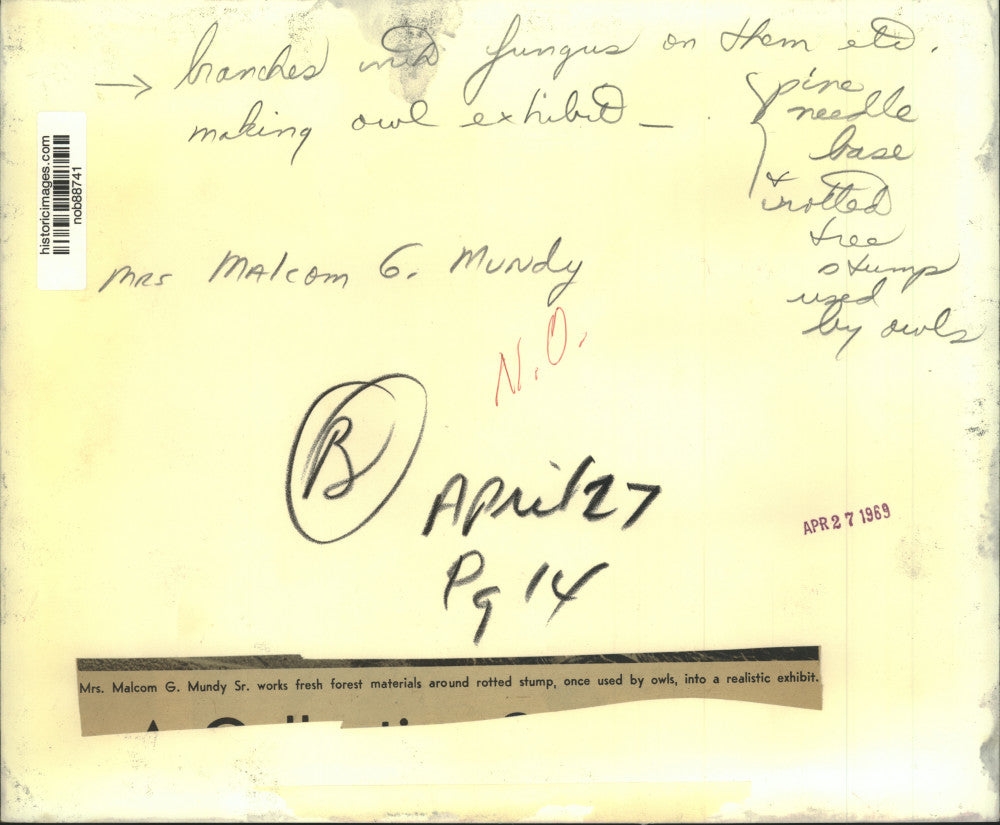 → branches with fungus on them etc.
making owl exhibit —
pine
needle
base
& rotted
tree
stump
used
by owls
historicimages.com
nob88741
Mrs Malcom G. Mundy
N.O.
B
April 27
Pg 14
APR 27 1969
Mrs. Malcom G. Mundy Sr. works fresh forest materials around rotted stump, once used by owls, into a realistic exhibit.